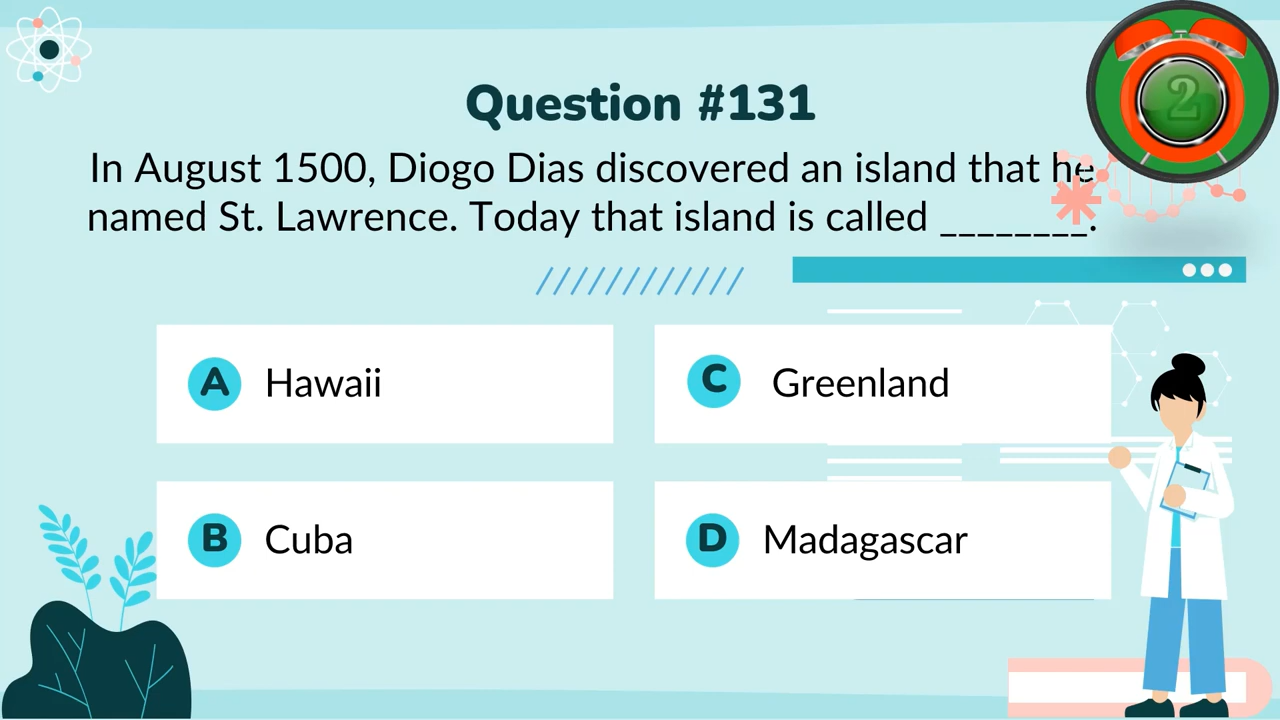 Question #131
2
In August 1500, Diogo Dias discovered an island that he
named St. Lawrence. Today that island is called ________.
A Hawaii
C Greenland
B Cuba
D Madagascar